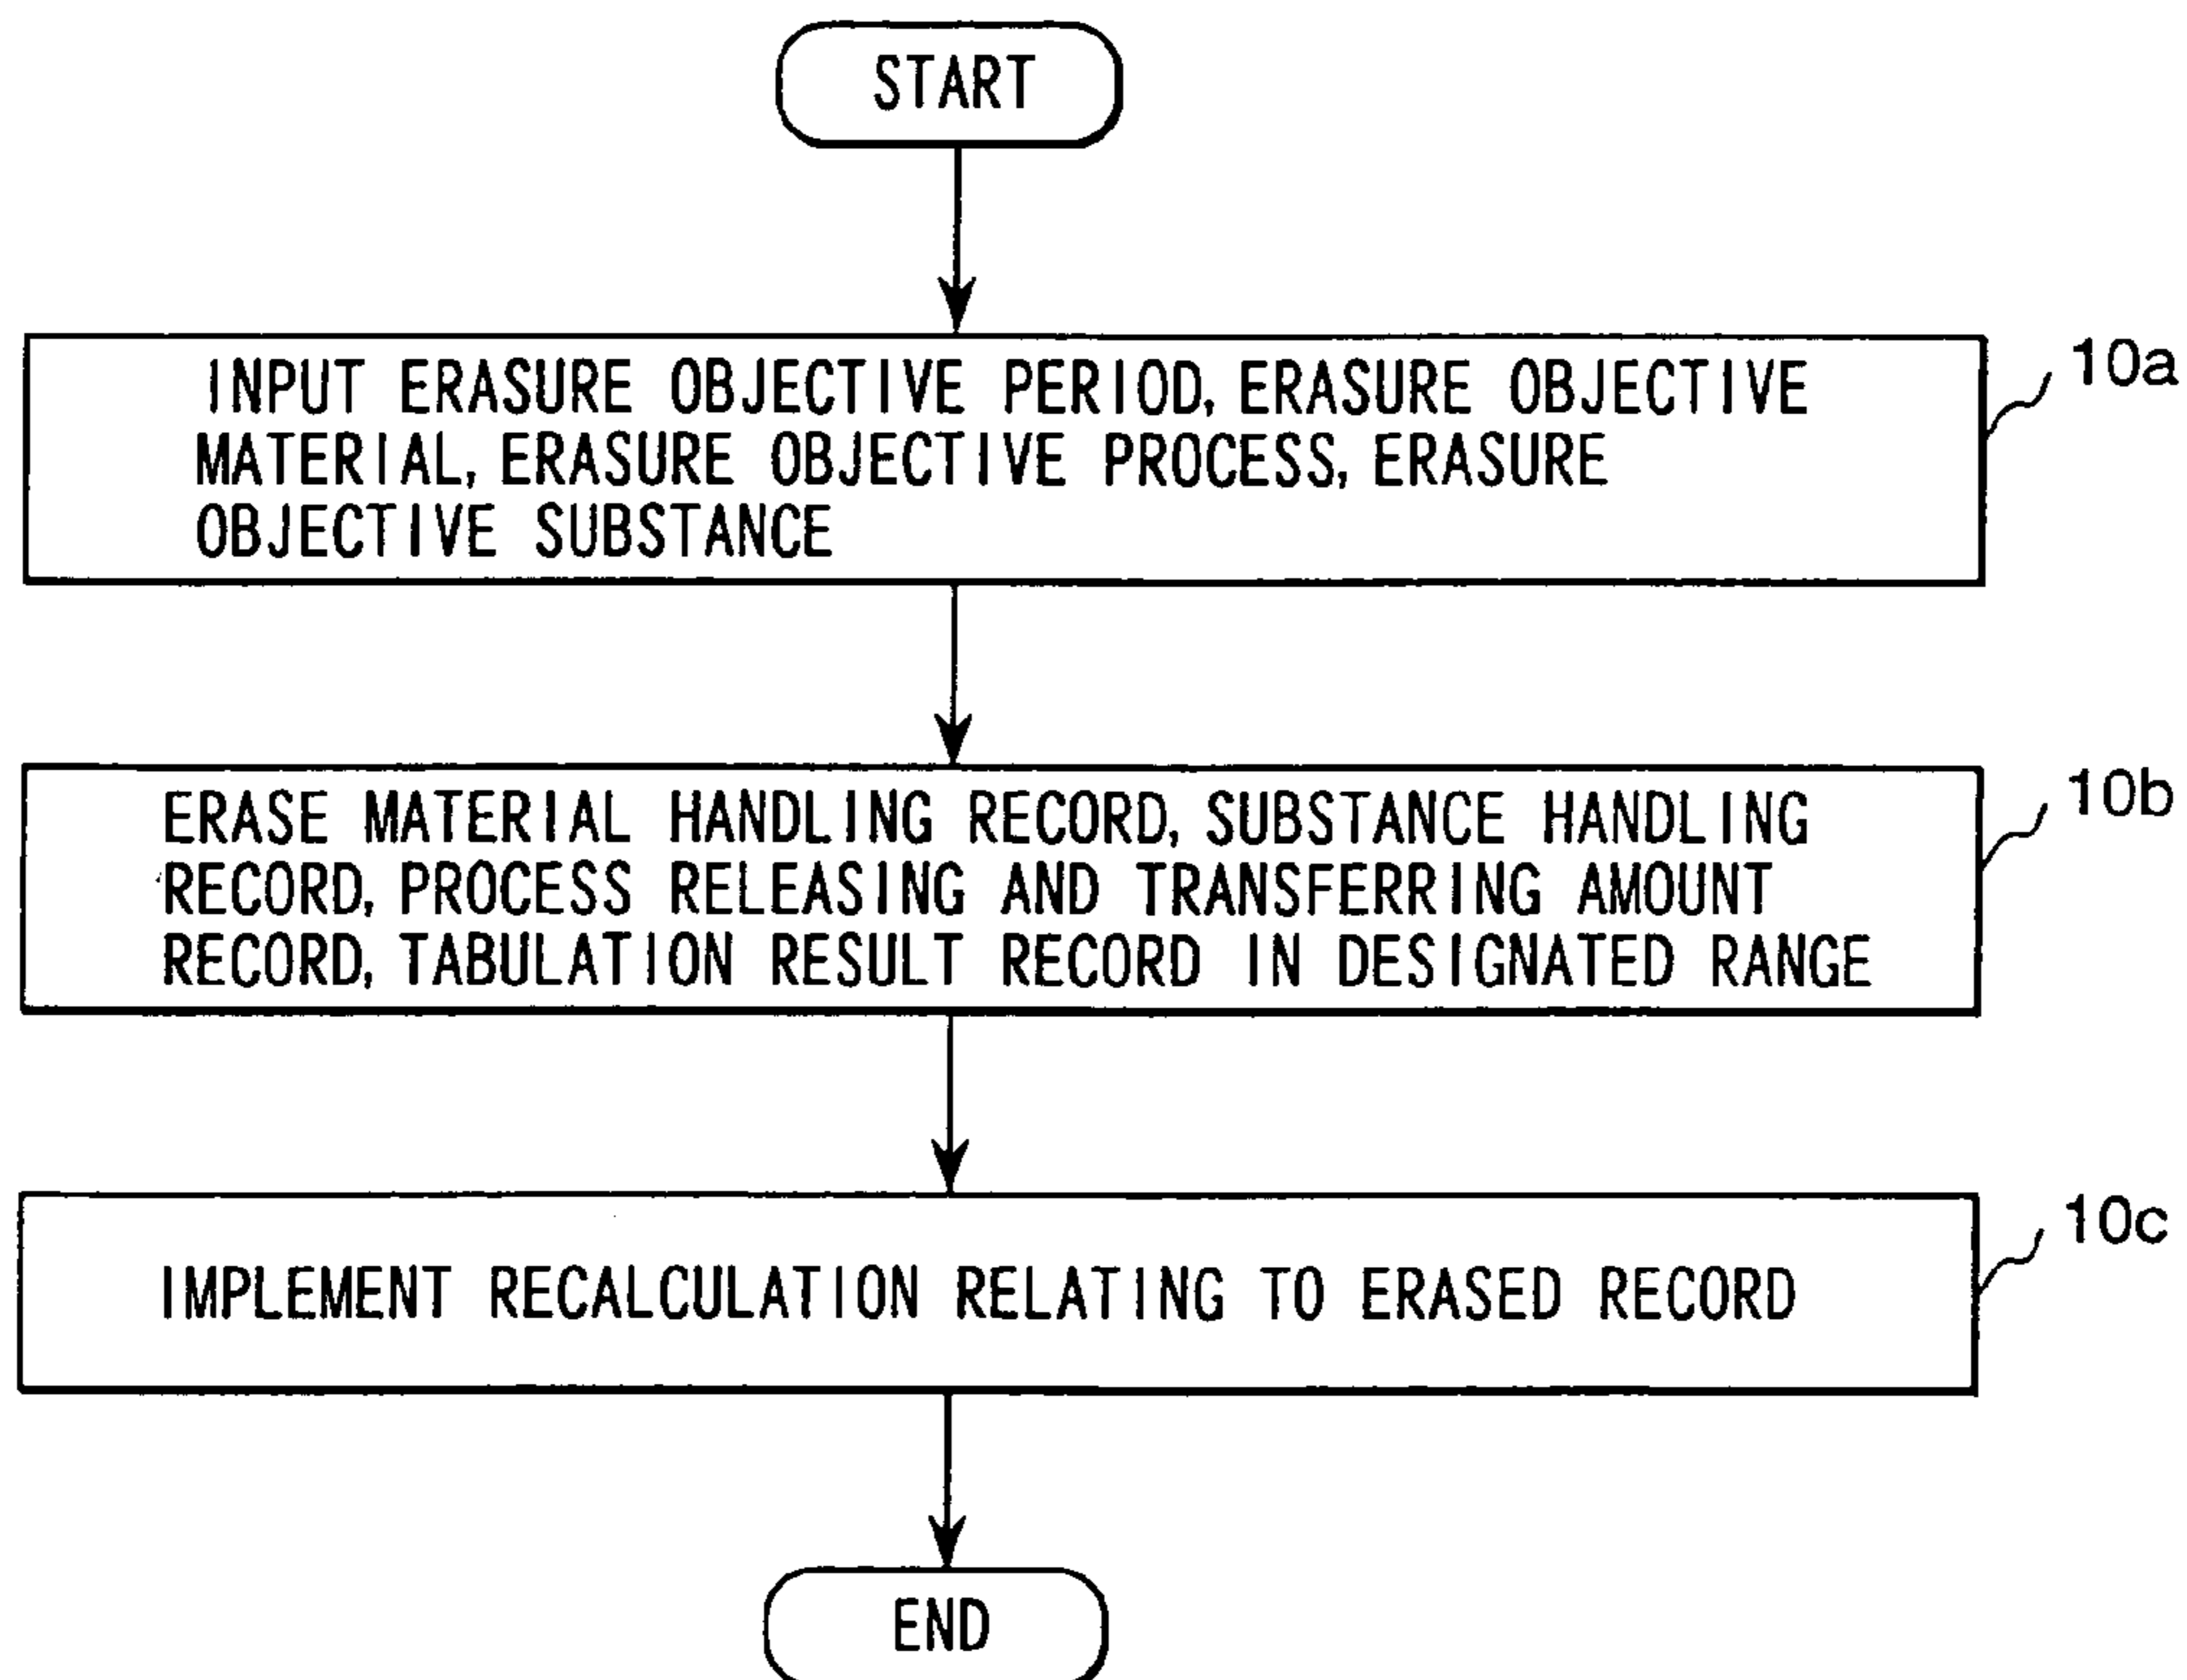 START
INPUT ERASURE OBJECTIVE PERIOD, ERASURE OBJECTIVE
MATERIAL, ERASURE OBJECTIVE PROCESS, ERASURE
OBJECTIVE SUBSTANCE
10a
ERASE MATERIAL HANDLING RECORD, SUBSTANCE HANDLING
RECORD, PROCESS RELEASING AND TRANSFERRING AMOUNT
RECORD, TABULATION RESULT RECORD IN DESIGNATED RANGE
10b
IMPLEMENT RECALCULATION RELATING TO ERASED RECORD
10c
END